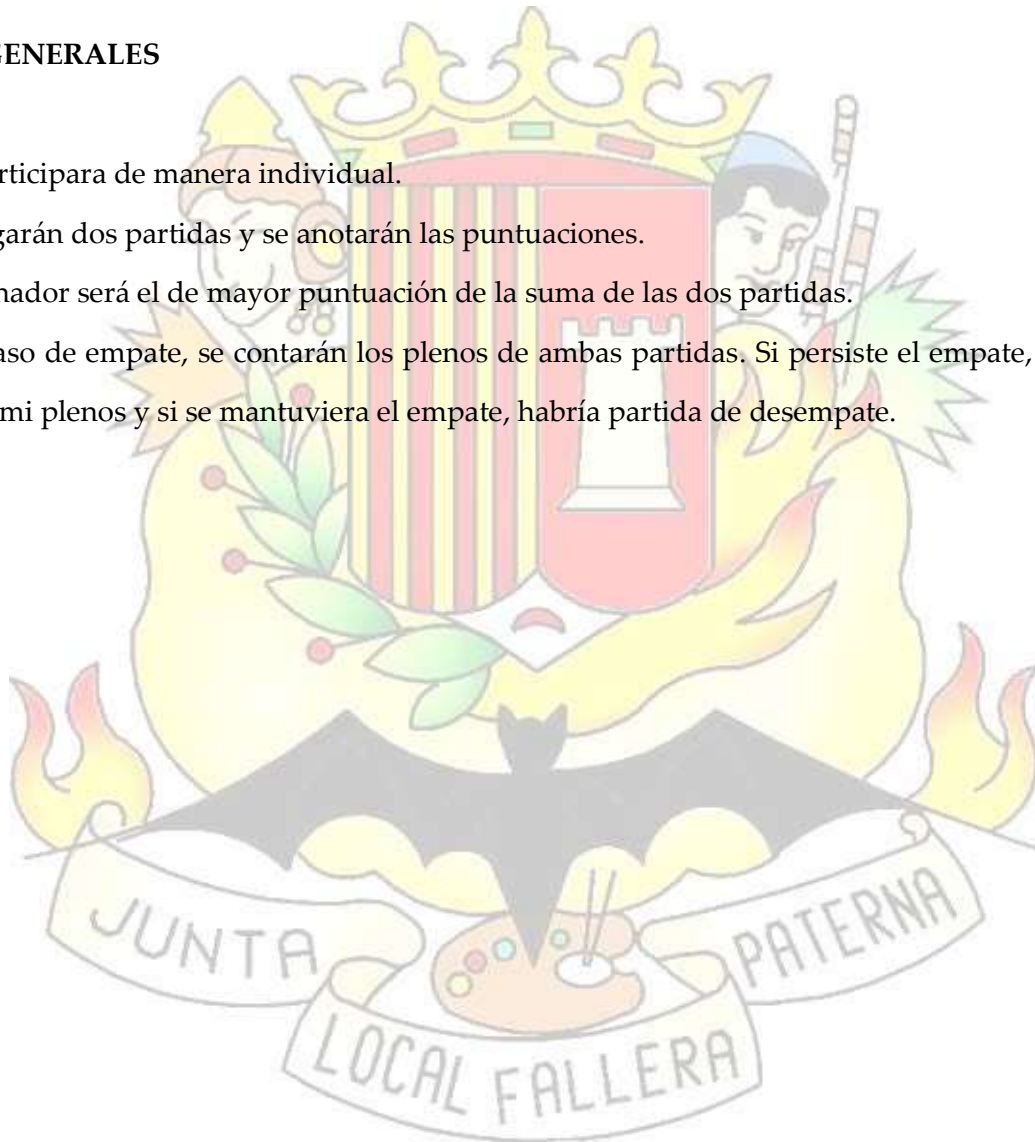 GENERALES
rticipara de manera individual.
garán dos partidas y se anotarán las puntuaciones.
nador será el de mayor puntuación de la suma de las dos partidas.
aso de empate, se contarán los plenos de ambas partidas. Si persiste el empate,
mi plenos y si se mantuviera el empate, habría partida de desempate.
JUNTA
LOCAL FALLERA
PATERNA